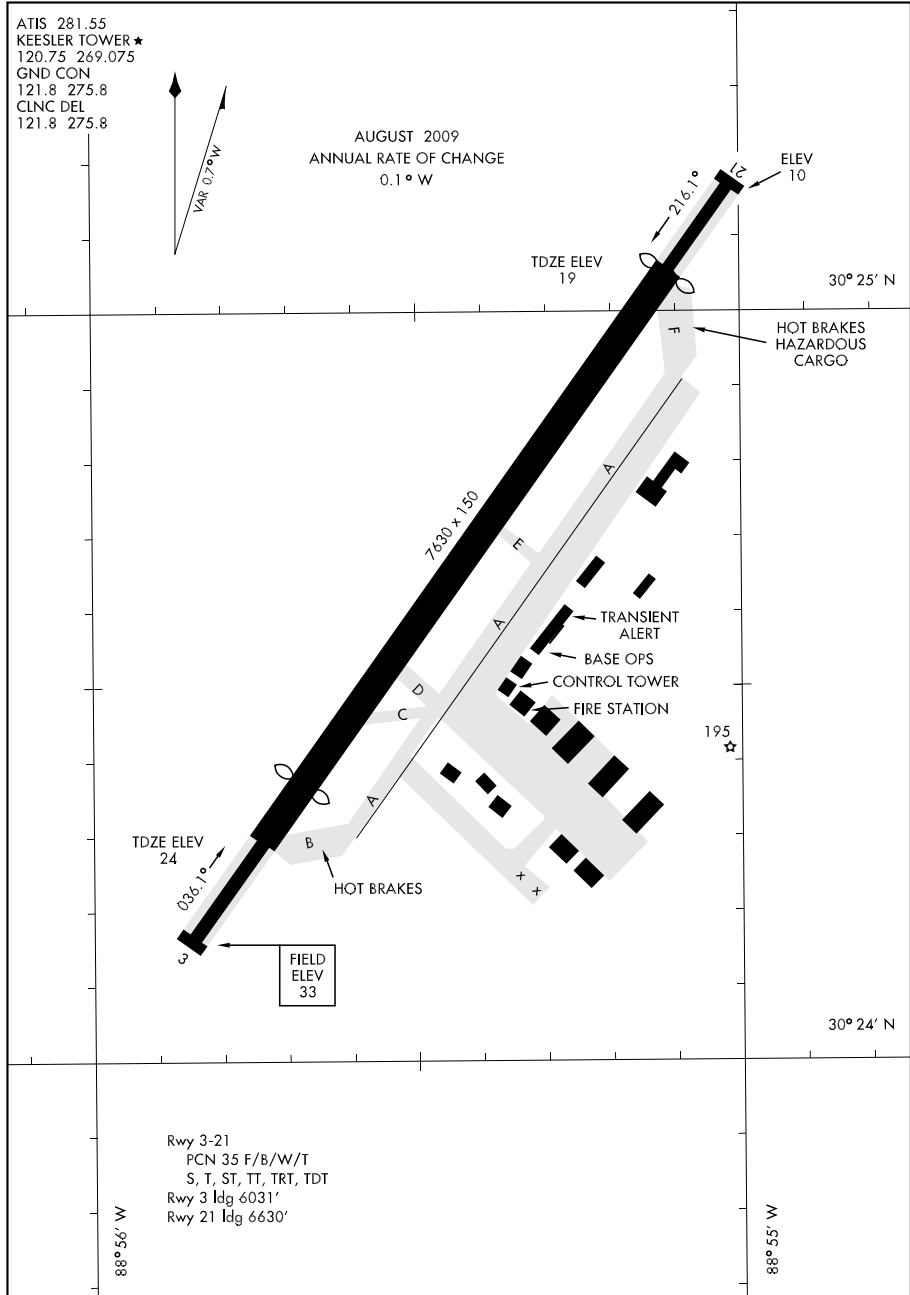 ATIS 281.55
KEESLER TOWER★
120.75 269.075
GND CON
121.8 275.8
CLNC DEL
121.8 275.8
VAR 0.7° W
AUGUST 2009
ANNUAL RATE OF CHANGE
0.1° W
21
ELEV
10
216.1°
TDZE ELEV
19
30° 25' N
F
HOT BRAKES
HAZARDOUS
CARGO
A
7630 x 150
E
A
TRANSIENT
ALERT
BASE OPS
CONTROL TOWER
D
C
FIRE STATION
195
A
TDZE ELEV
24
B
036.1°
HOT BRAKES
X X
3
FIELD
ELEV
33
30° 24' N
Rwy 3-21
PCN 35 F/B/W/T
S, T, ST, TT, TRT, TDT
Rwy 3 ldg 6031'
Rwy 21 ldg 6630'
88° 56' W
88° 55' W